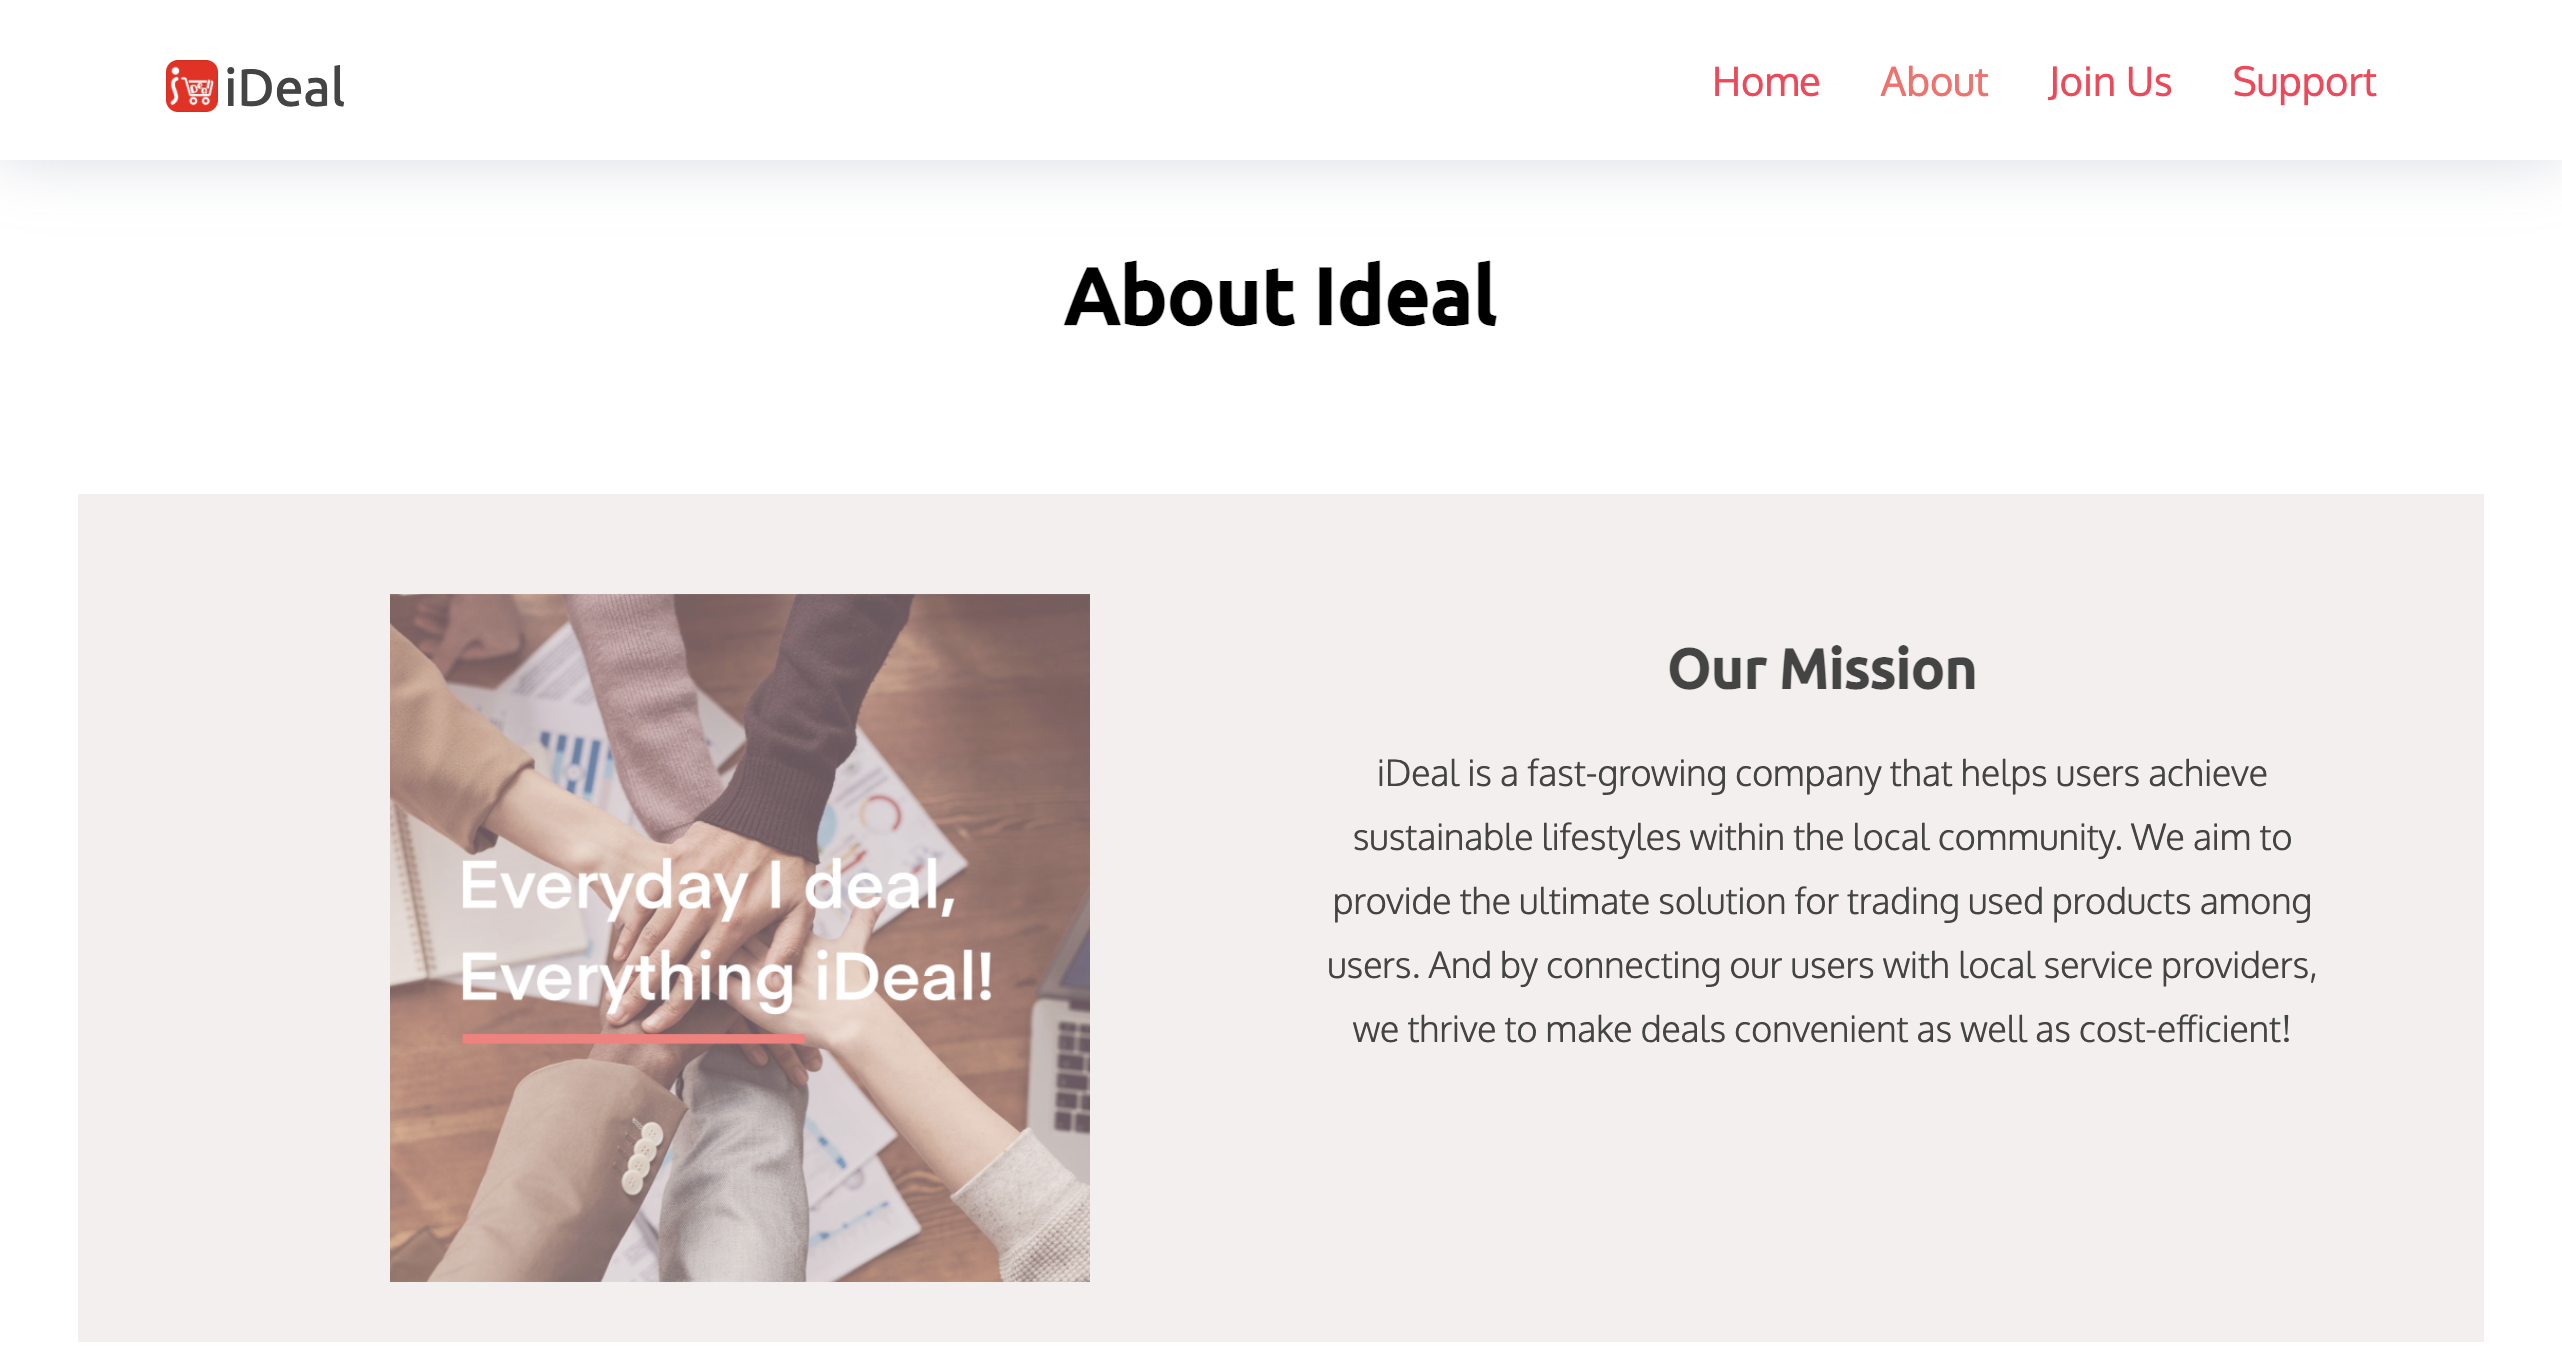 iDeal
Home About Join Us Support
About Ideal
Everyday I deal,
Everything iDeal!
Our Mission
iDeal is a fast-growing company that helps users achieve
sustainable lifestyles within the local community. We aim to
provide the ultimate solution for trading used products among
users. And by connecting our users with local service providers,
we thrive to make deals convenient as well as cost-efficient!